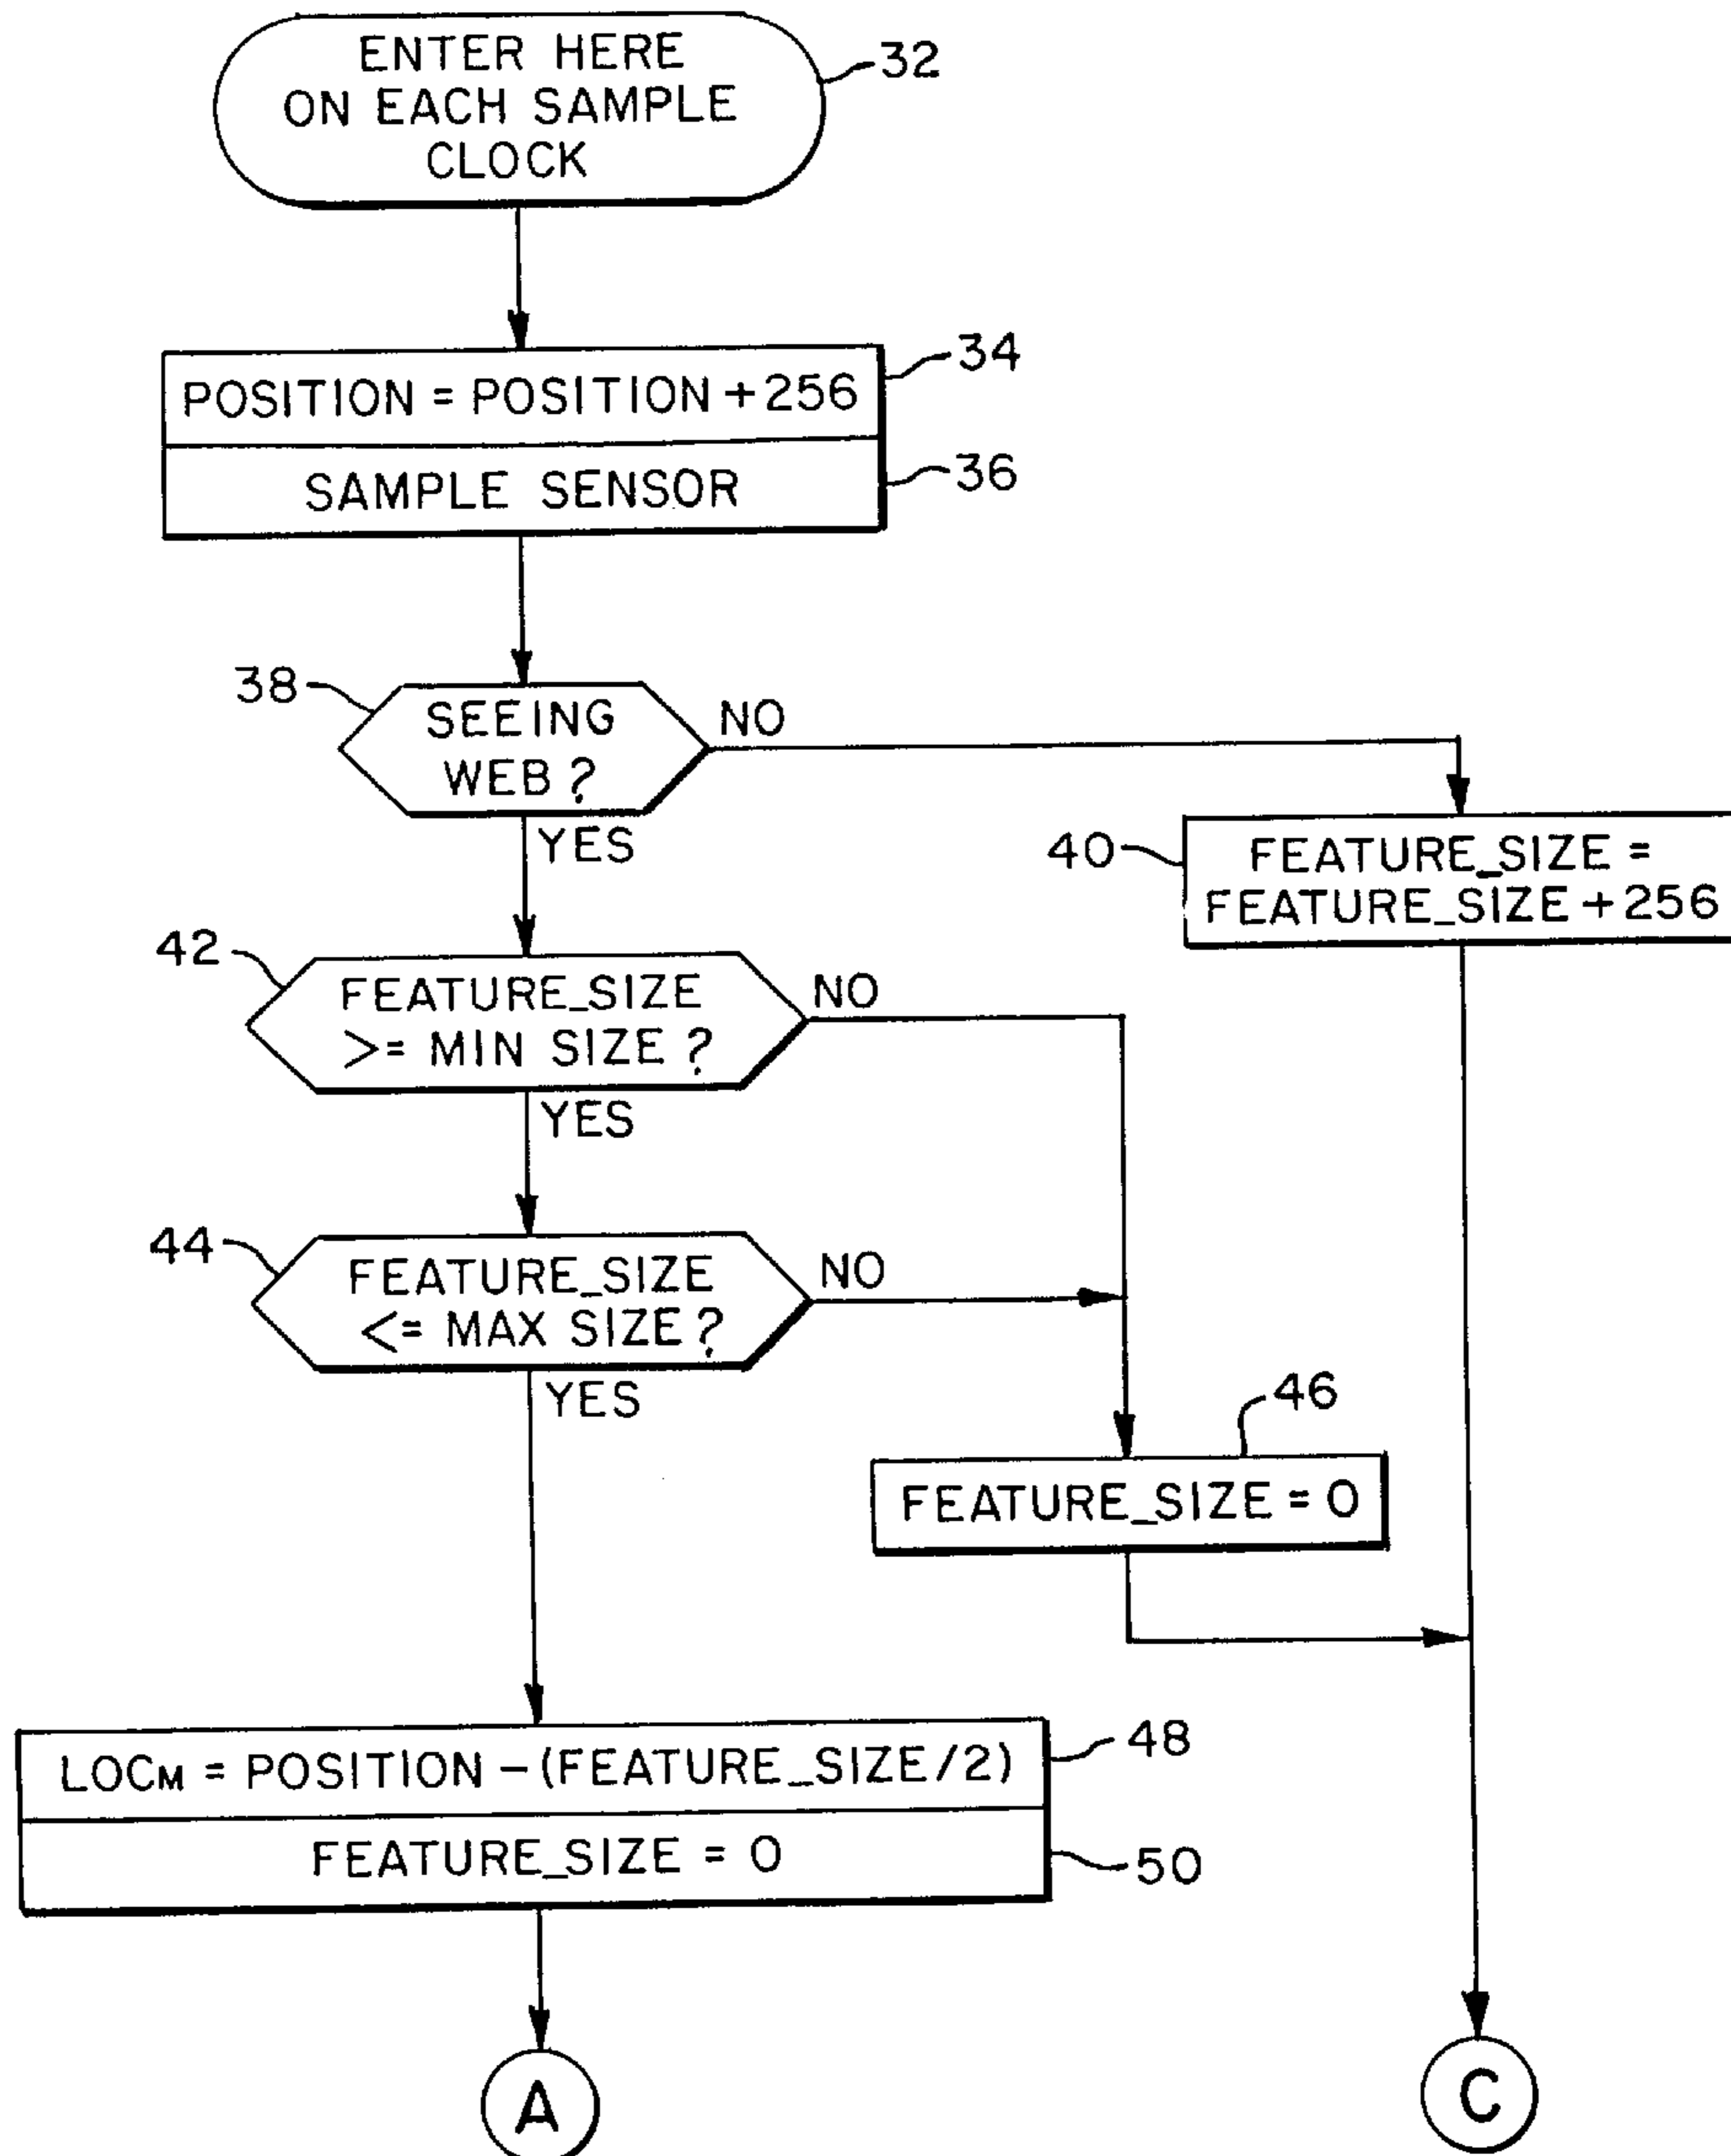 ENTER HERE
ON EACH SAMPLE
CLOCK
32
POSITION = POSITION + 256
34
SAMPLE SENSOR
36
38
SEEING
WEB ?
NO
YES
40
FEATURE_SIZE =
FEATURE_SIZE + 256
42
FEATURE_SIZE
>= MIN SIZE ?
NO
YES
44
FEATURE_SIZE
<= MAX SIZE ?
NO
YES
46
FEATURE_SIZE = 0
LOCM = POSITION - (FEATURE_SIZE/2)
48
FEATURE_SIZE = 0
50
A
C